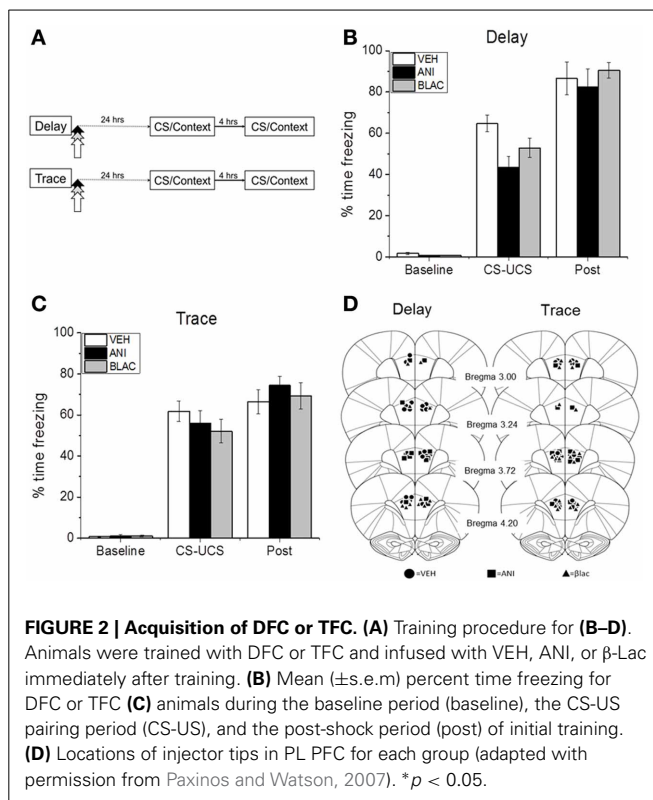 A
Delay
24 hrs
CS/Context
4 hrs
CS/Context
Trace
24 hrs
CS/Context
4 hrs
CS/Context
B
Delay
VEH
ANI
BLAC
% time freezing
100
80
60
40
20
0
Baseline
CS-UCS
Post
C
Trace
VEH
ANI
BLAC
% time freezing
100
80
60
40
20
0
Baseline
CS-UCS
Post
D
Delay
Trace
Bregma 3.00
Bregma 3.24
Bregma 3.72
Bregma 4.20
=VEH
=ANI
=βlac
FIGURE 2 | Acquisition of DFC or TFC. (A) Training procedure for (B–D).
Animals were trained with DFC or TFC and infused with VEH, ANI, or β-Lac
immediately after training. (B) Mean (±s.e.m) percent time freezing for
DFC or TFC (C) animals during the baseline period (baseline), the CS-US
pairing period (CS-US), and the post-shock period (post) of initial training.
(D) Locations of injector tips in PL PFC for each group (adapted with
permission from Paxinos and Watson, 2007). *p < 0.05.